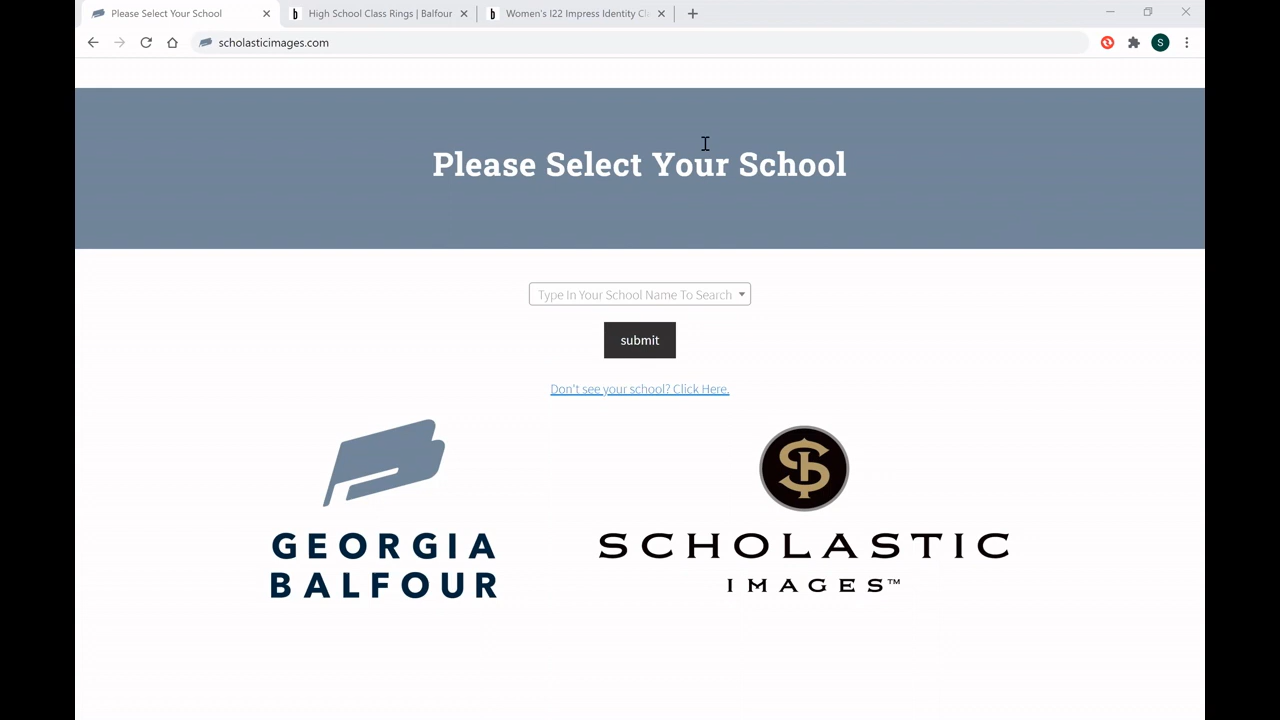 Please Select Your School
High School Class Rings | Balfour
Women's I22 Impress Identity Cl
scholasticimages.com
S
Please Select Your School
Type In Your School Name To Search
submit
Don't see your school? Click Here.
GEORGIA
BALFOUR
SCHOLASTIC
IMAGES™